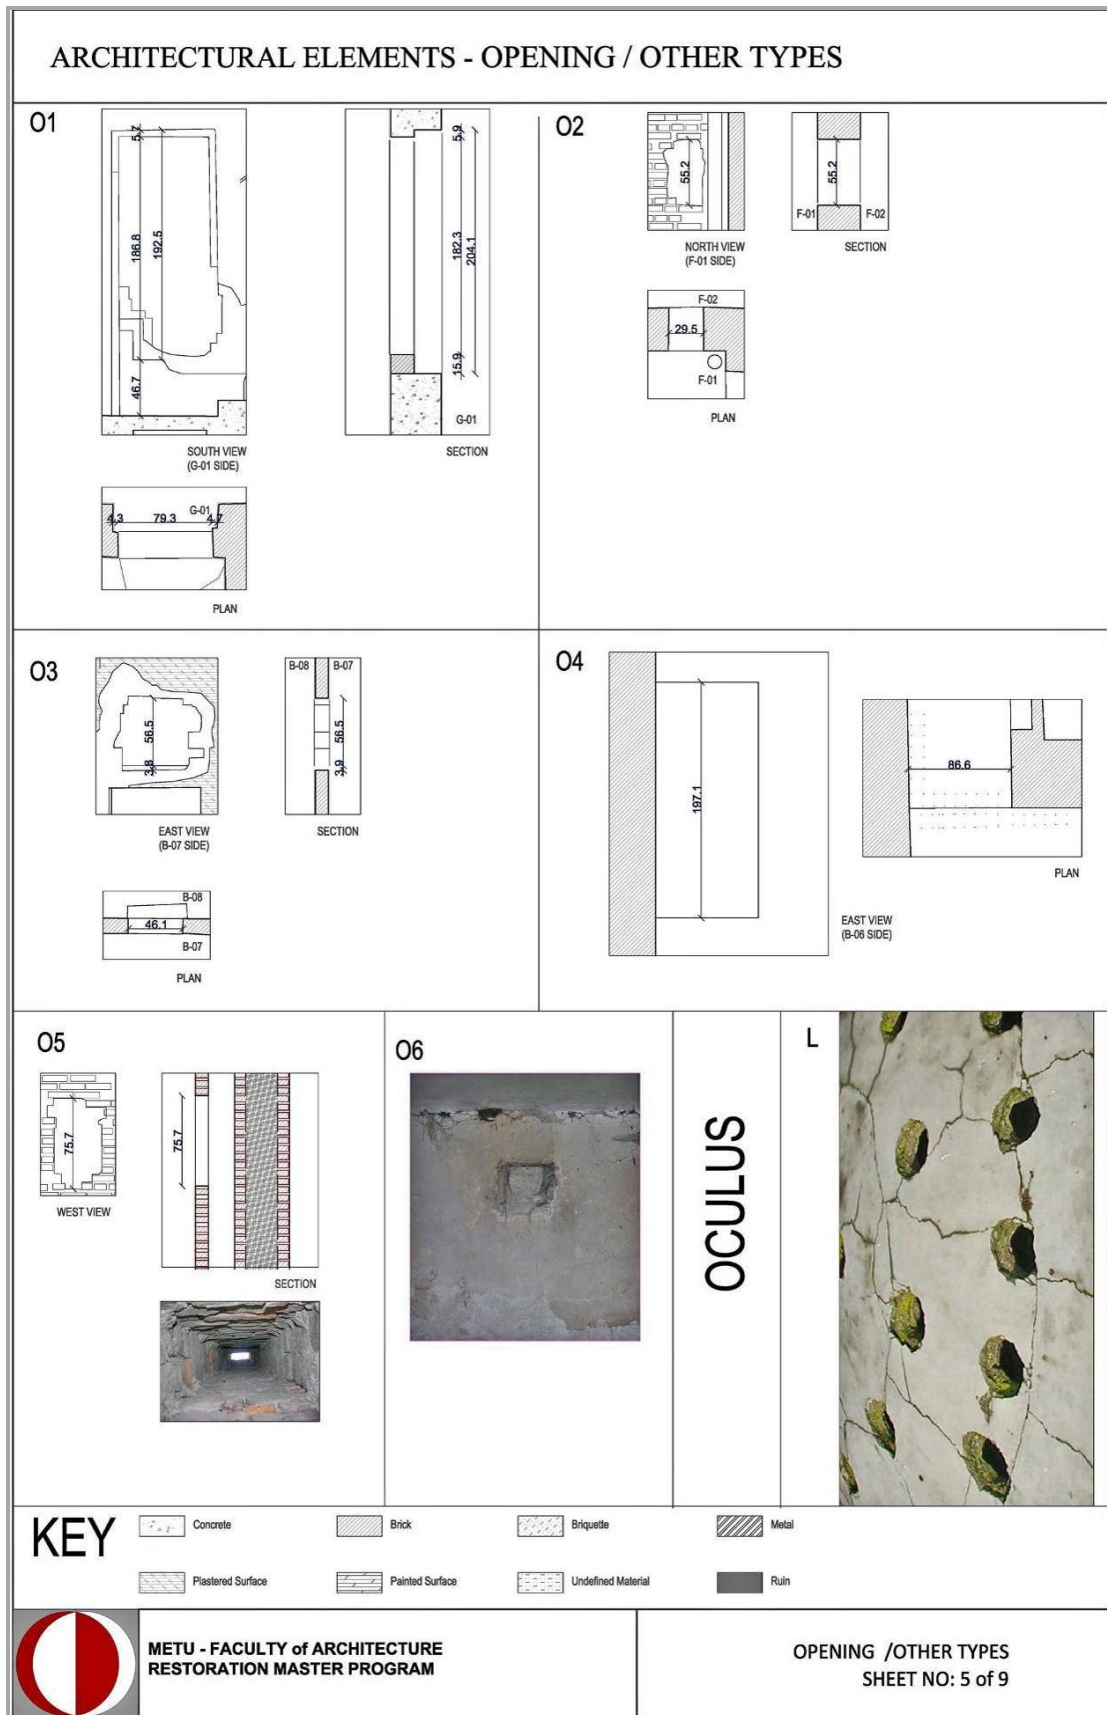 ARCHITECTURAL ELEMENTS - OPENING / OTHER TYPES
O1
5.7
186.8
192.5
46.7
SOUTH VIEW
(G-01 SIDE)
5.9
182.3
204.1
15.9
G-01
SECTION
G-01
4.3
79.3
4.7
PLAN
O2
55.2
NORTH VIEW
(F-01 SIDE)
55.2
F-01
F-02
SECTION
F-02
29.5
F-01
PLAN
O3
56.5
3.8
EAST VIEW
(B-07 SIDE)
B-08
B-07
56.5
3.9
SECTION
B-08
46.1
B-07
PLAN
O4
197.1
EAST VIEW
(B-06 SIDE)
86.6
PLAN
O5
75.7
WEST VIEW
75.7
SECTION
O6
OCULUS
L
KEY
Concrete
Brick
Briquette
Metal
Plastered Surface
Painted Surface
Undefined Material
Ruin
METU - FACULTY of ARCHITECTURE
RESTORATION MASTER PROGRAM
OPENING /OTHER TYPES
SHEET NO: 5 of 9